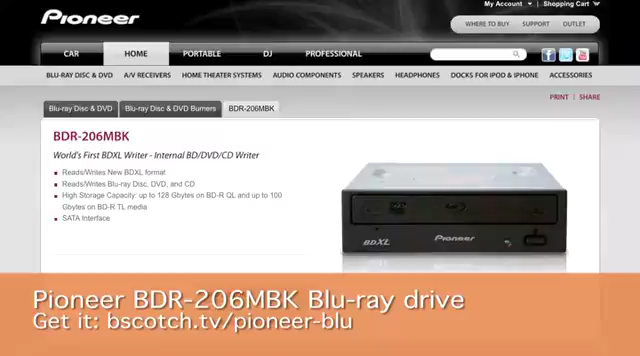 My Account ▾ | Shopping Cart
Pioneer
WHERE TO BUY SUPPORT OUTLET
CAR HOME PORTABLE DJ PROFESSIONAL
BLU-RAY DISC & DVD A/V RECEIVERS HOME THEATER SYSTEMS AUDIO COMPONENTS SPEAKERS HEADPHONES DOCKS FOR IPOD & IPHONE ACCESSORIES
PRINT | SHARE
Blu-ray Disc & DVD Blu-ray Disc & DVD Burners BDR-206MBK
BDR-206MBK
World's First BDXL Writer - Internal BD/DVD/CD Writer
Reads/Writes New BDXL format
Reads/Writes Blu-ray Disc, DVD, and CD
High Storage Capacity: up to 128 Gbytes on BD-R QL and up to 100
Gbytes on BD-R TL media
SATA Interface
BDXL Pioneer
Pioneer BDR-206MBK Blu-ray drive
Get it: bscotch.tv/pioneer-blu